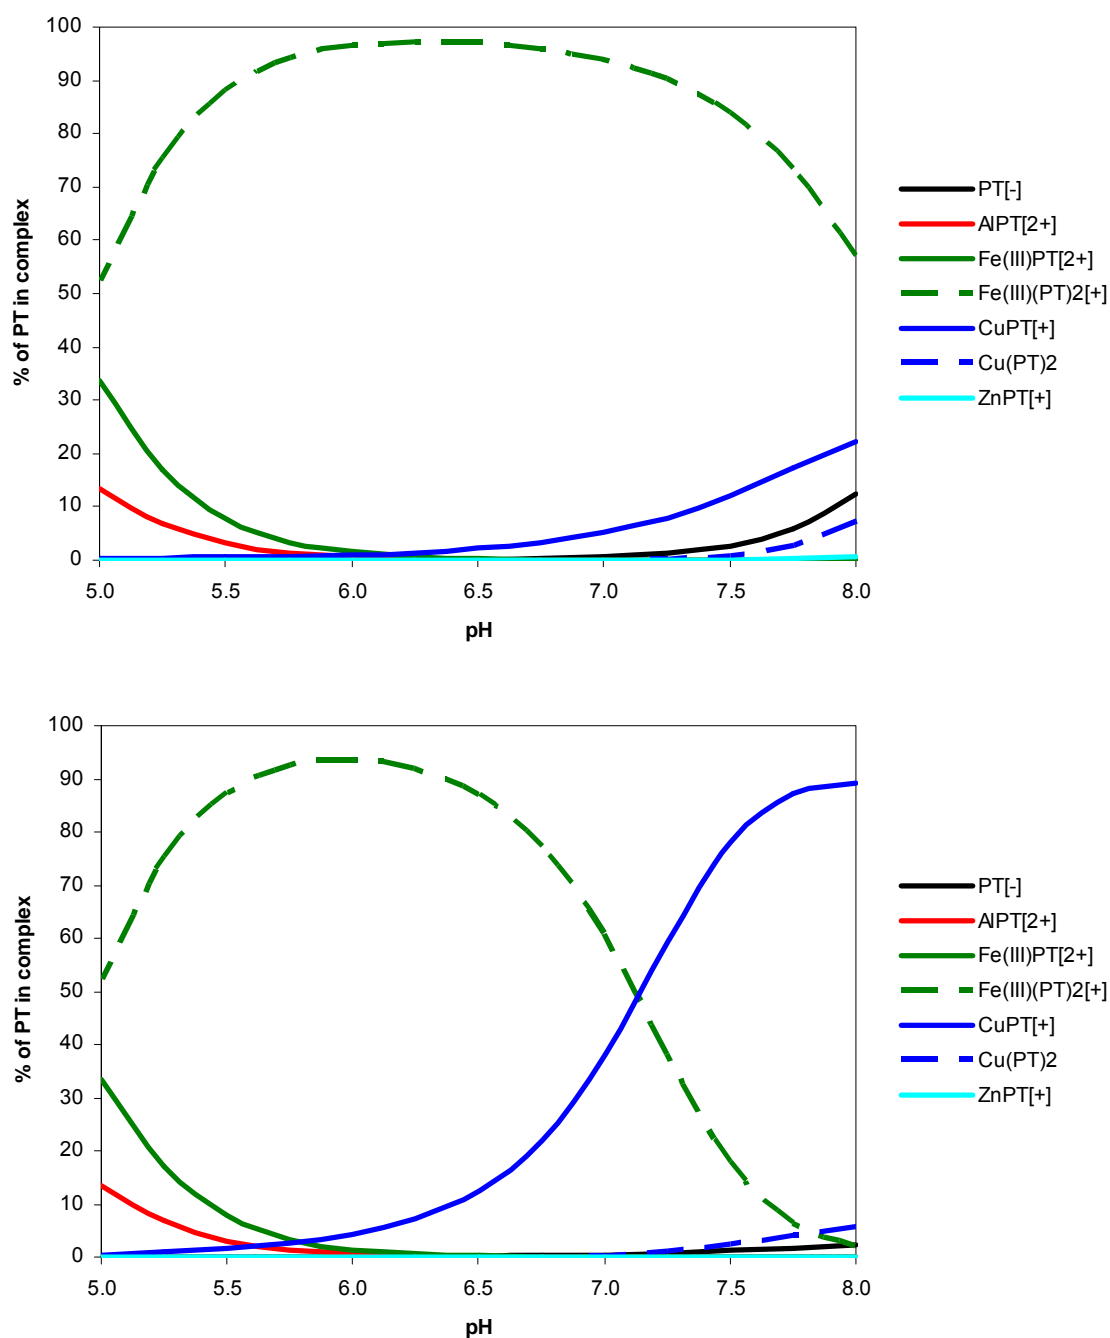 100
90
80
70
60
50
40
30
20
10
0
% of PT in complex
5.0 5.5 6.0 6.5 7.0 7.5 8.0
pH
PT[-]
AlPT[2+]
Fe(III)PT[2+]
Fe(III)(PT)2[+]
CuPT[+]
Cu(PT)2
ZnPT[+]
100
90
80
70
60
50
40
30
20
10
0
% of PT in complex
5.0 5.5 6.0 6.5 7.0 7.5 8.0
pH
PT[-]
AlPT[2+]
Fe(III)PT[2+]
Fe(III)(PT)2[+]
CuPT[+]
Cu(PT)2
ZnPT[+]